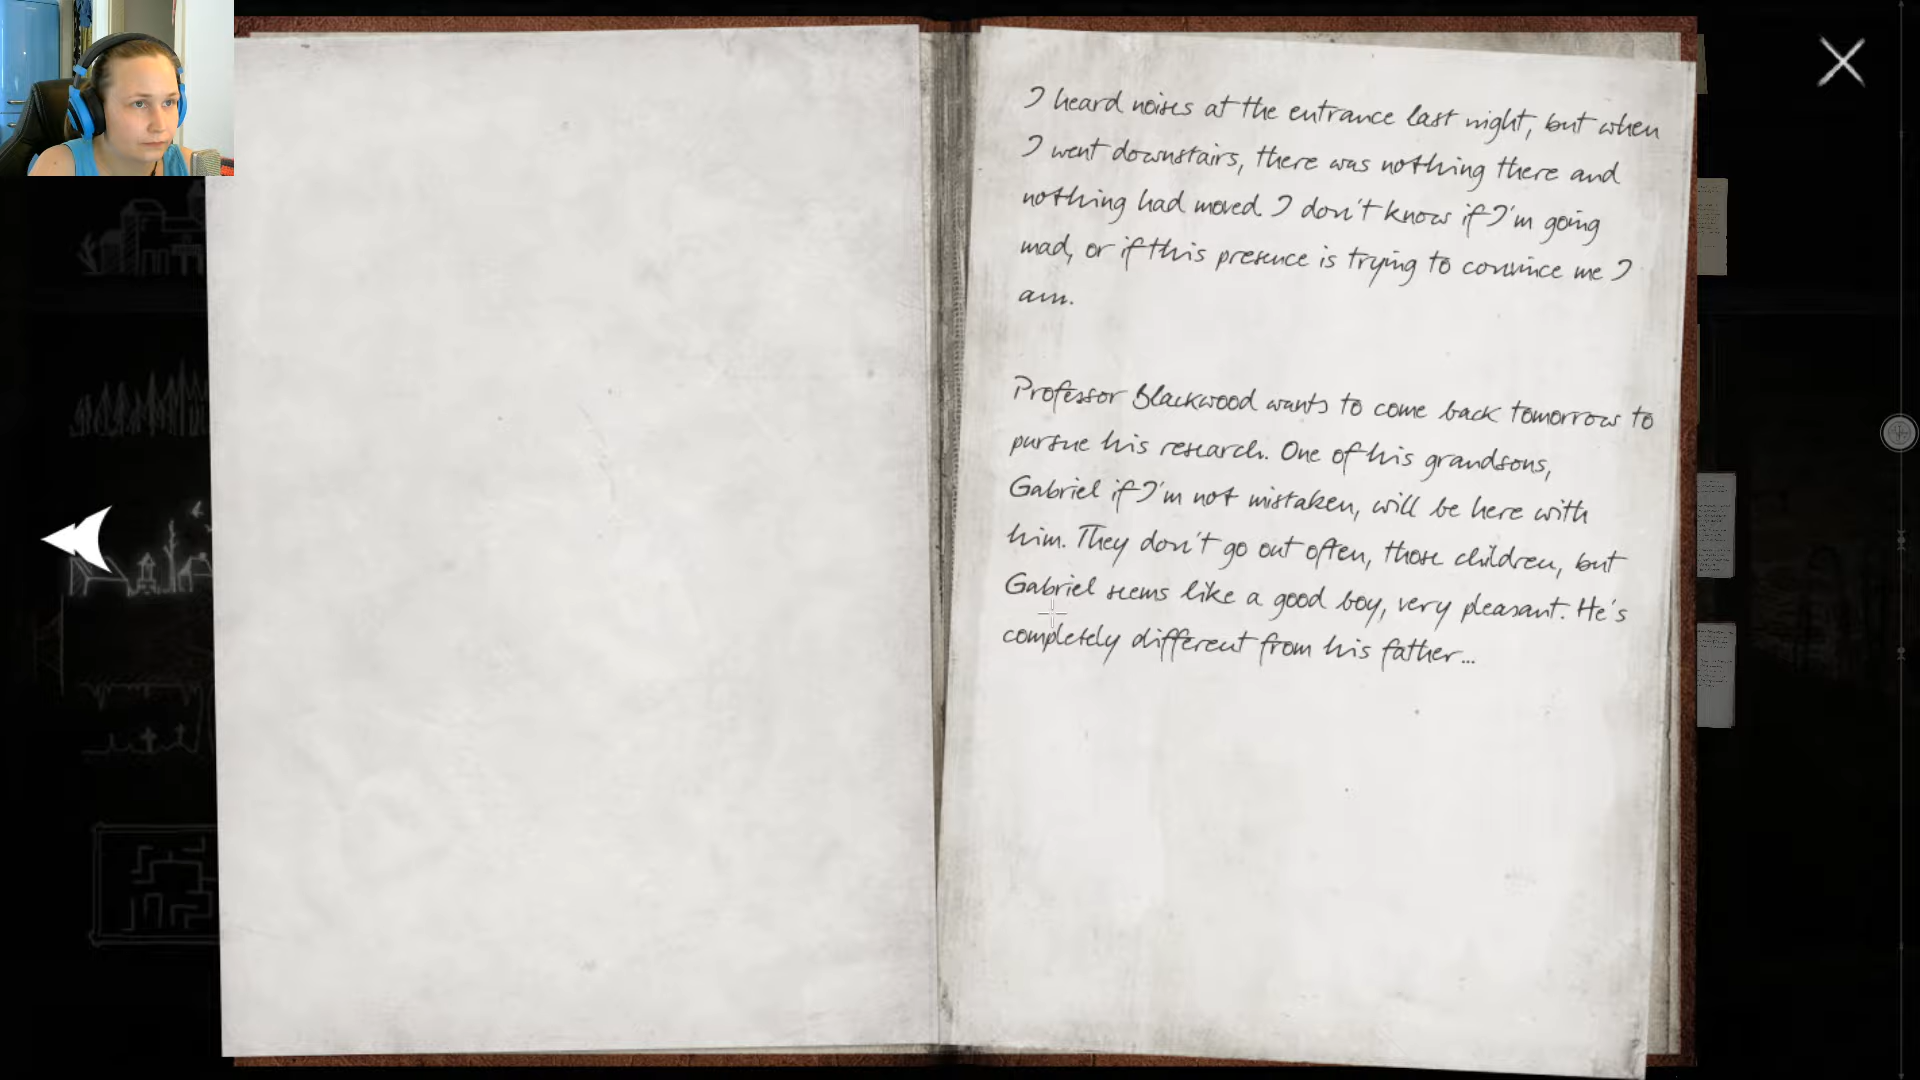 I heard noises at the entrance last night, but when
I went downstairs, there was nothing there and
nothing had moved. I don't know if I'm going
mad, or if this presence is trying to convince me I
am.
Professor Blackwood wants to come back tomorrow to
pursue his research. One of his grandsons,
Gabriel if I'm not mistaken, will be here with
him. They don't go out often, those children, but
Gabriel seems like a good boy, very pleasant. He's
completely different from his father...